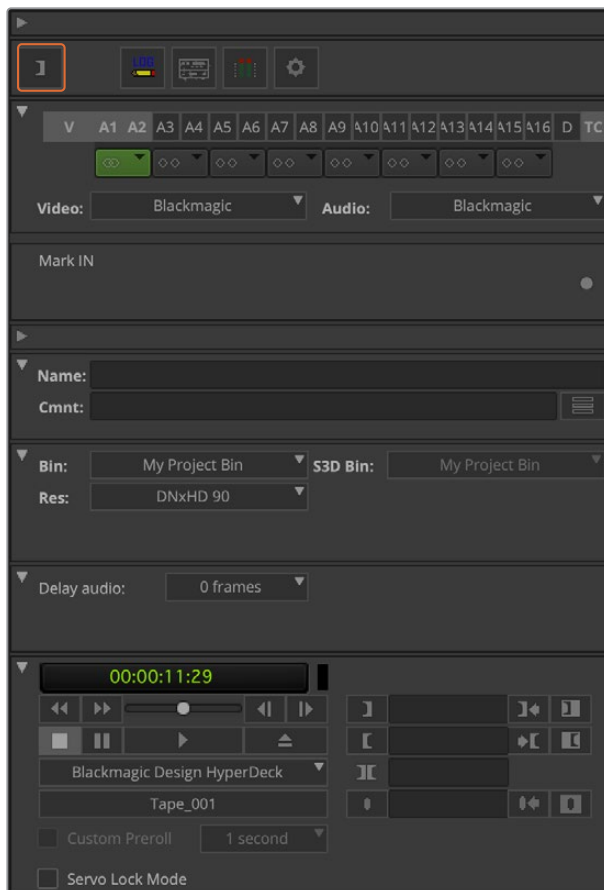 LOG
V A1 A2 A3 A4 A5 A6 A7 A8 A9 A10 A11 A12 A13 A14 A15 A16 D TC
Video: Blackmagic Audio: Blackmagic
Mark IN
Name:
Cmnt:
Bin: My Project Bin S3D Bin: My Project Bin
Res: DNxHD 90
Delay audio: 0 frames
00:00:11:29
Blackmagic Design HyperDeck
Tape_001
Custom Preroll 1 second
Servo Lock Mode